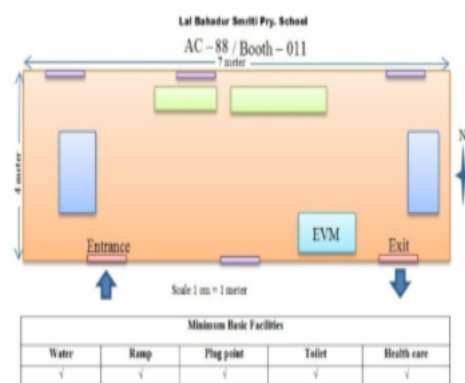 Lal Bahadur Smriti Pry. School
AC – 88 / Booth – 011
7 meter
4 meter
N
EVM
Entrance
Exit
Scale 1 cm = 1 meter
Minimum Basic Facilities
Water Ramp Plug point Toilet Health care
√ √ √ √ √